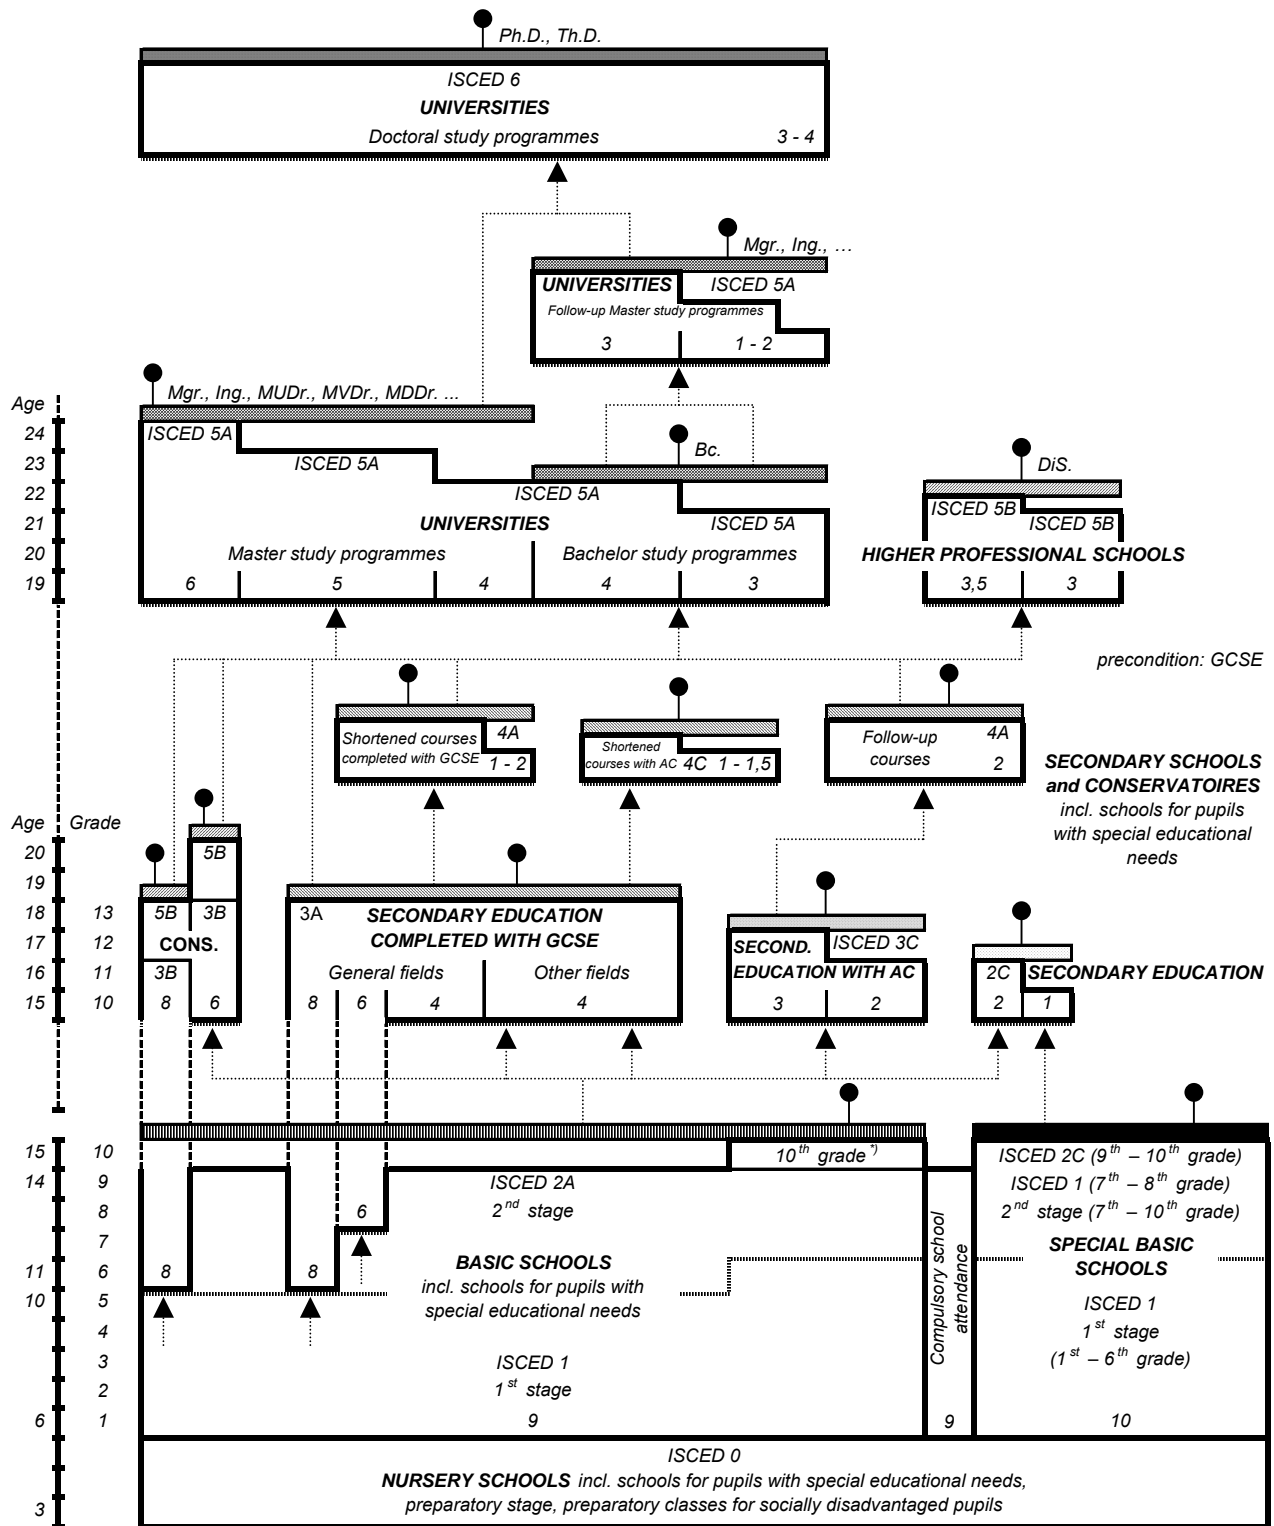 Ph.D., Th.D.
ISCED 6
UNIVERSITIES
Doctoral study programmes 3 - 4
Mgr., Ing., …
UNIVERSITIES ISCED 5A
Follow-up Master study programmes
3 1 - 2
Mgr., Ing., MUDr., MVDr., MDDr. ...
Age
24 ISCED 5A
23 ISCED 5A Bc. DiS.
22 ISCED 5A ISCED 5B
21 UNIVERSITIES ISCED 5A ISCED 5B
20 Master study programmes Bachelor study programmes HIGHER PROFESSIONAL SCHOOLS
19 6 5 4 4 3 3,5 3
precondition: GCSE
Shortened courses 4A
completed with GCSE 1 - 2
Shortened
courses with AC 4C 1 - 1,5
Follow-up 4A
courses 2
SECONDARY SCHOOLS
and CONSERVATOIRES
incl. schools for pupils
with special educational
needs
Age Grade
20 5B
19
18 13 5B 3B 3A SECONDARY EDUCATION
17 12 CONS. COMPLETED WITH GCSE SECOND. ISCED 3C
16 11 3B General fields Other fields EDUCATION WITH AC 2C SECONDARY EDUCATION
15 10 8 6 8 6 4 4 3 2 2 1
15 10 10th grade *) ISCED 2C (9th – 10th grade)
14 9 ISCED 2A ISCED 1 (7th – 8th grade)
8 6 2nd stage 2nd stage (7th – 10th grade)
7
BASIC SCHOOLS SPECIAL BASIC
11 6 8 8 incl. schools for pupils with SCHOOLS
10 5 special educational needs ISCED 1
4 1st stage
3 ISCED 1 (1st – 6th grade)
2 1st stage
Compulsory school
attendance
6 1 9 9 10
ISCED 0
NURSERY SCHOOLS incl. schools for pupils with special educational needs,
3 preparatory stage, preparatory classes for socially disadvantaged pupils